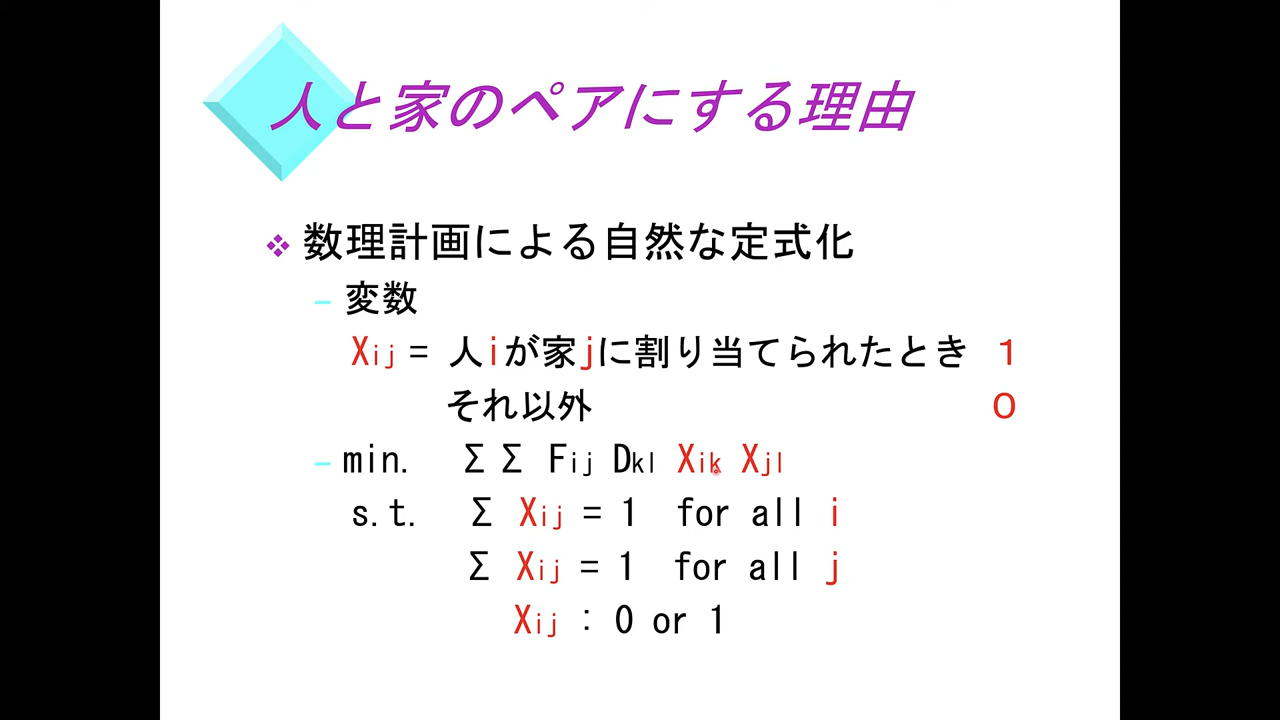 人と家のペアにする理由
数理計画による自然な定式化
– 変数
Xij = 人iが家jに割り当てられたとき 1
それ以外 0
– min. Σ Σ Fij Dkl Xik Xjl
s.t. Σ Xij = 1 for all i
Σ Xij = 1 for all j
Xij : 0 or 1